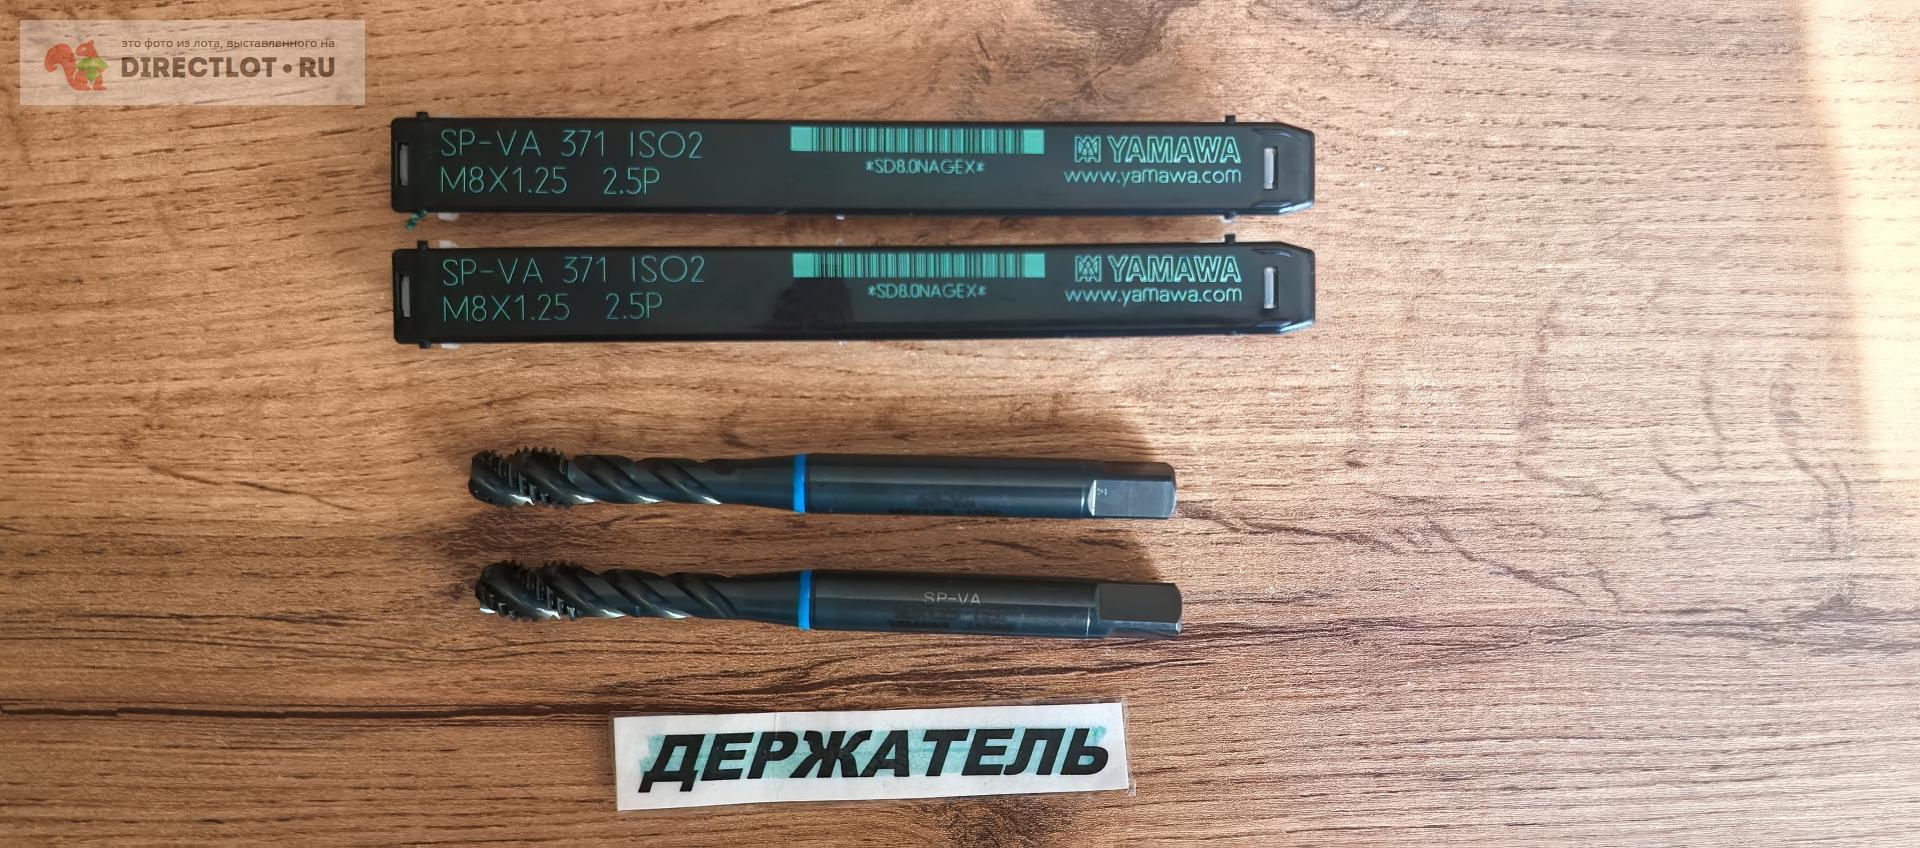 это фото из лота, выставленного на
DIRECTLOT•RU
SP-VA 371 ISO2
M8X1.25 2.5P
*SD8.0NAGEX*
YAMAWA
www.yamawa.com
SP-VA 371 ISO2
M8X1.25 2.5P
*SD8.0NAGEX*
YAMAWA
www.yamawa.com
SP-VA
ДЕРЖАТЕЛЬ